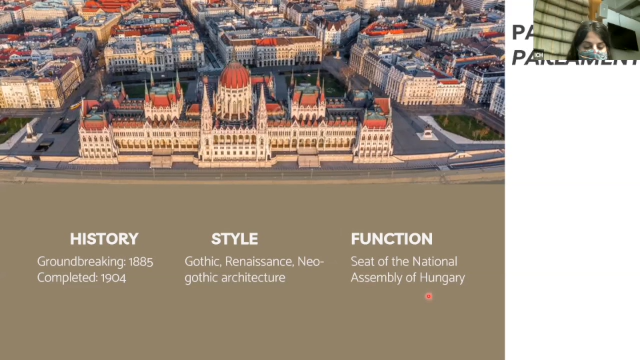 PA
PARLAMENT
HISTORY
Groundbreaking: 1885
Completed: 1904
STYLE
Gothic, Renaissance, Neo-
gothic architecture
FUNCTION
Seat of the National
Assembly of Hungary